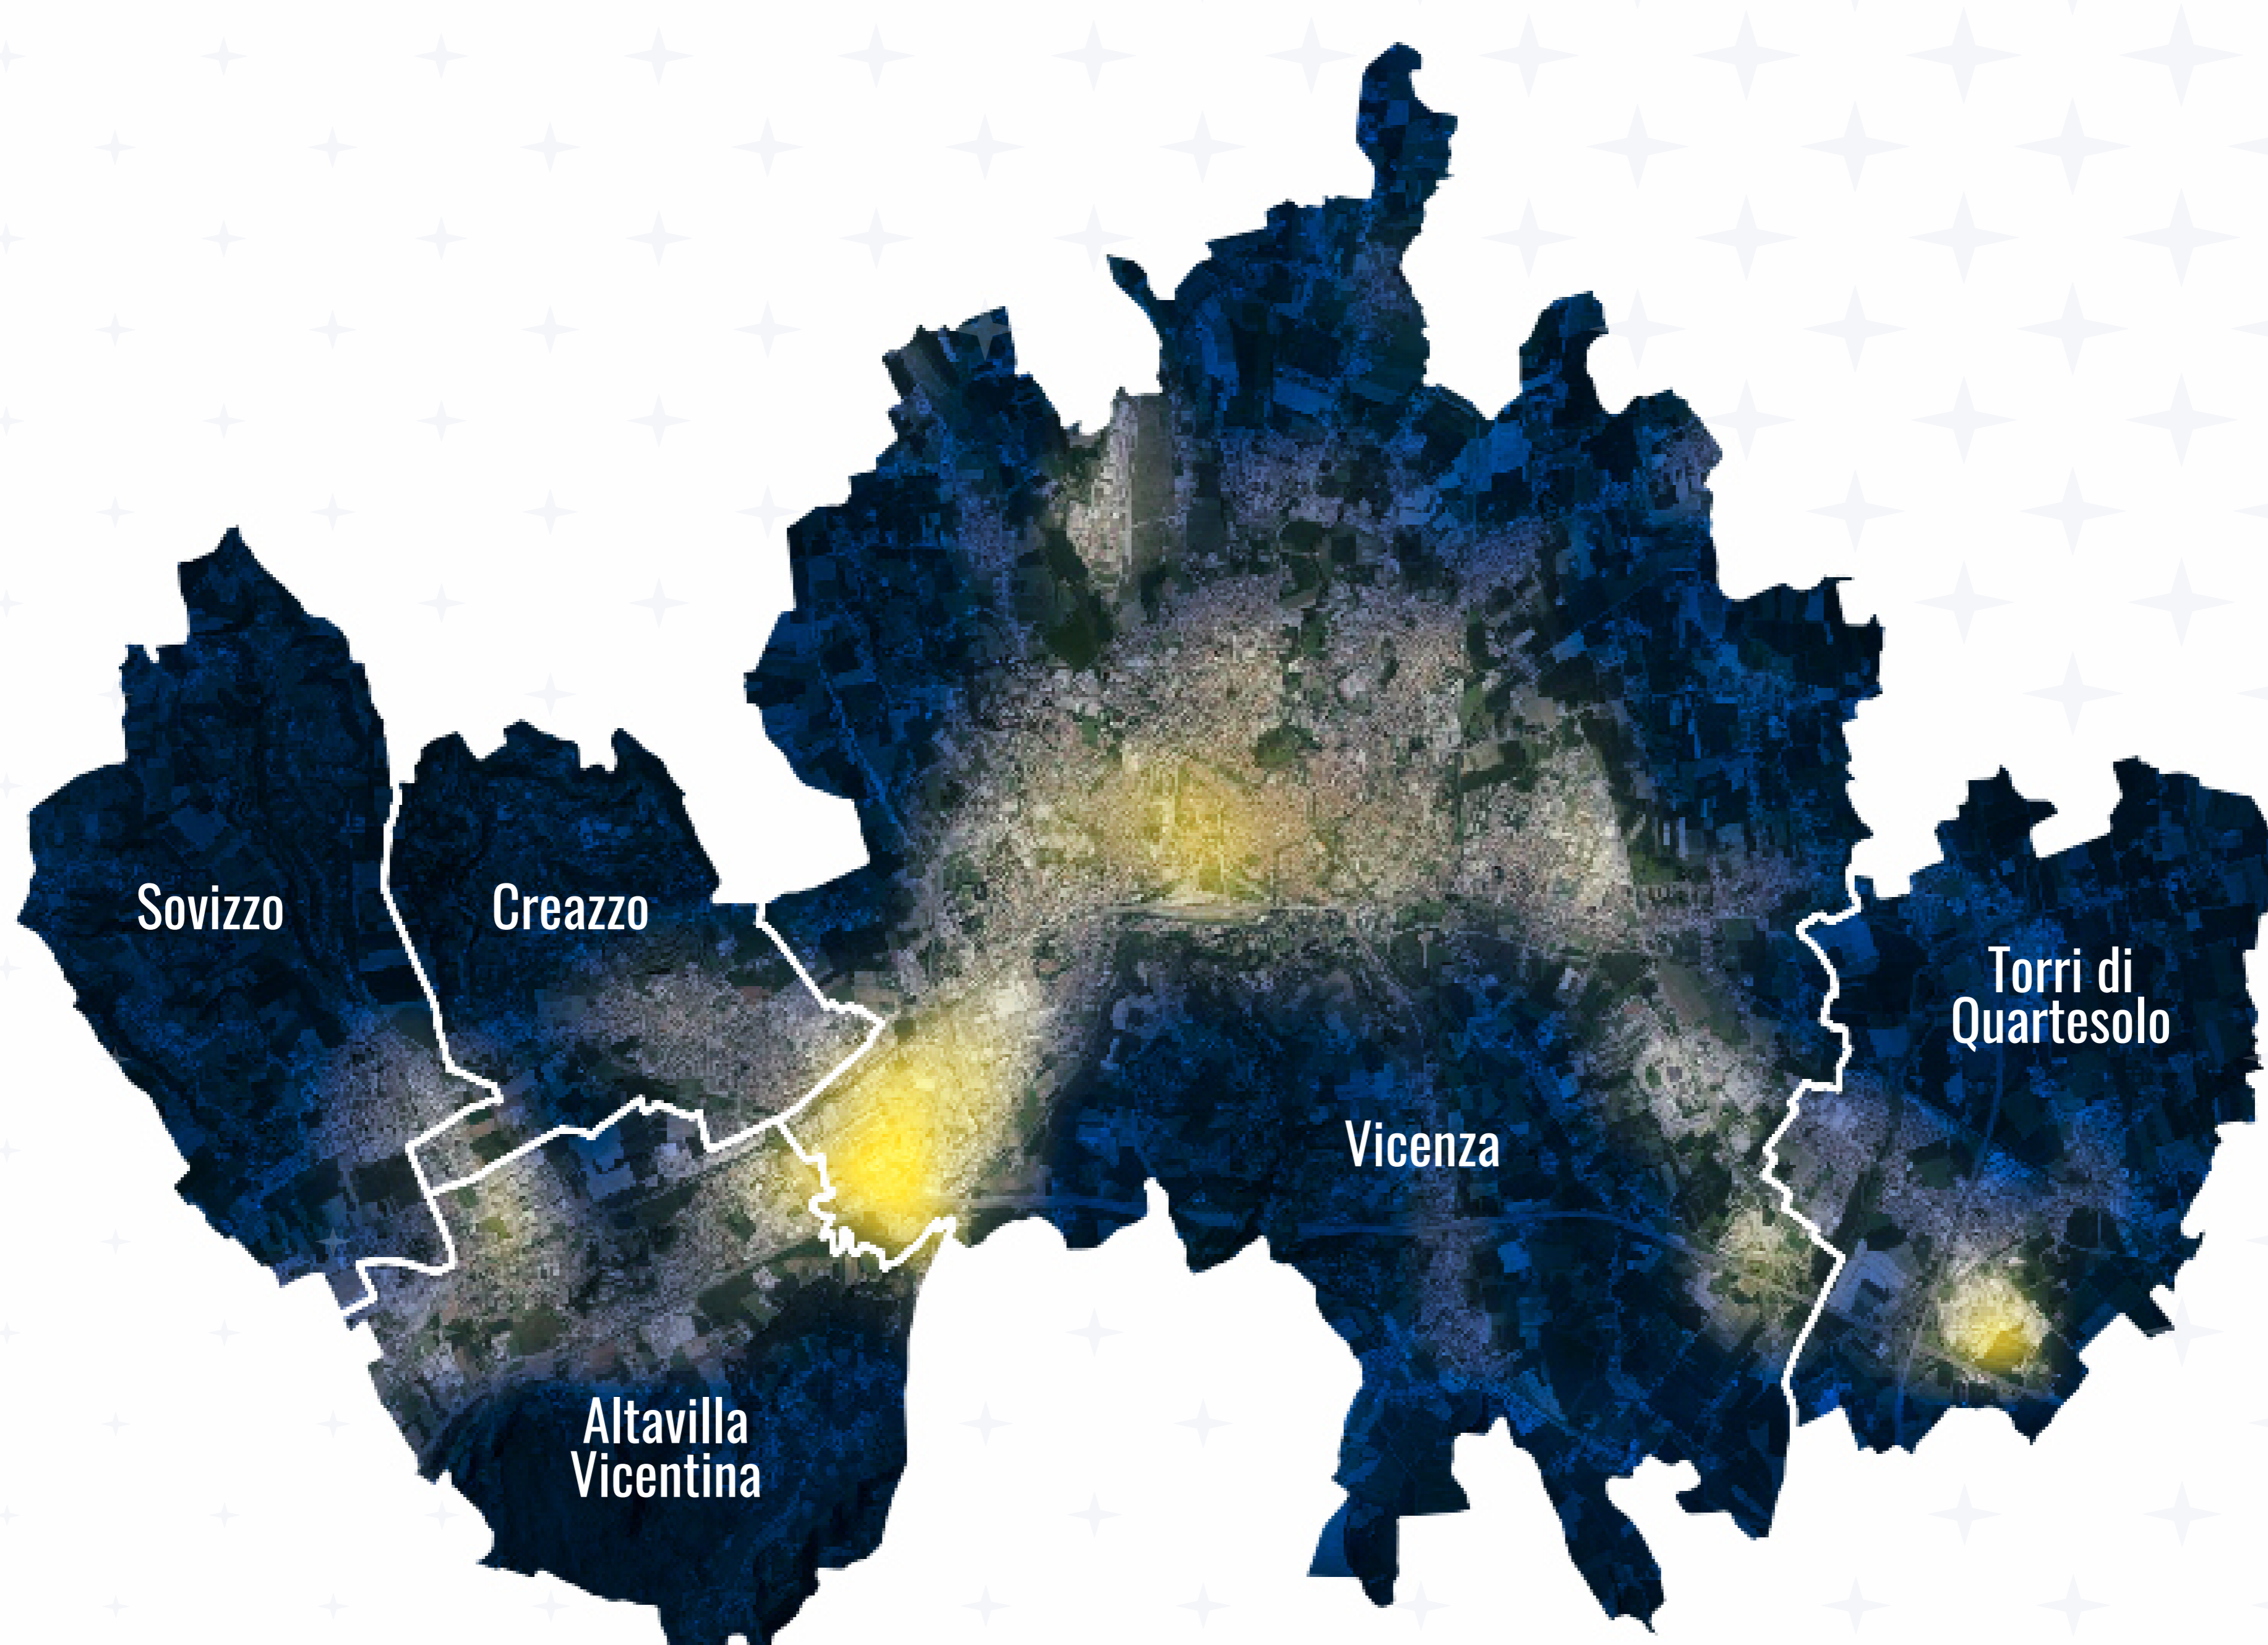 Sovizzo
Creazzo
Torri di
Quartesolo
Vicenza
Altavilla
Vicentina